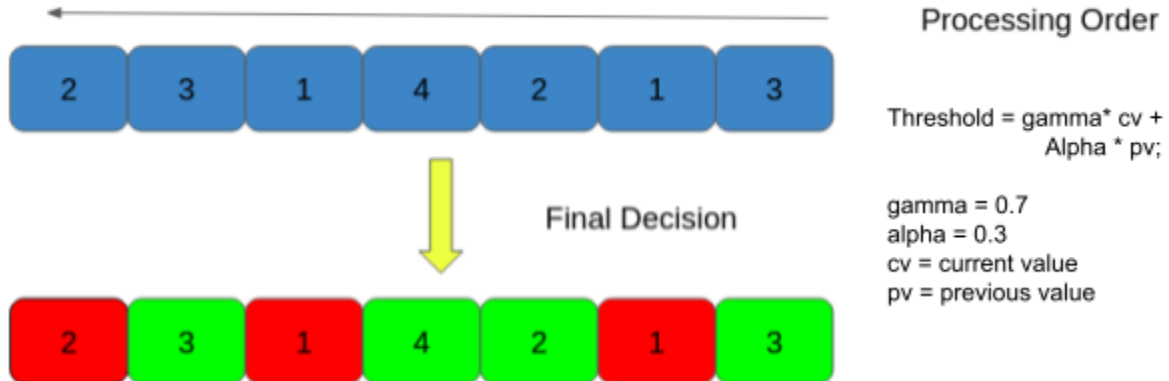 Processing Order
2 3 1 4 2 1 3
Threshold = gamma* cv +
Alpha * pv;
Final Decision
gamma = 0.7
alpha = 0.3
cv = current value
pv = previous value
2 3 1 4 2 1 3